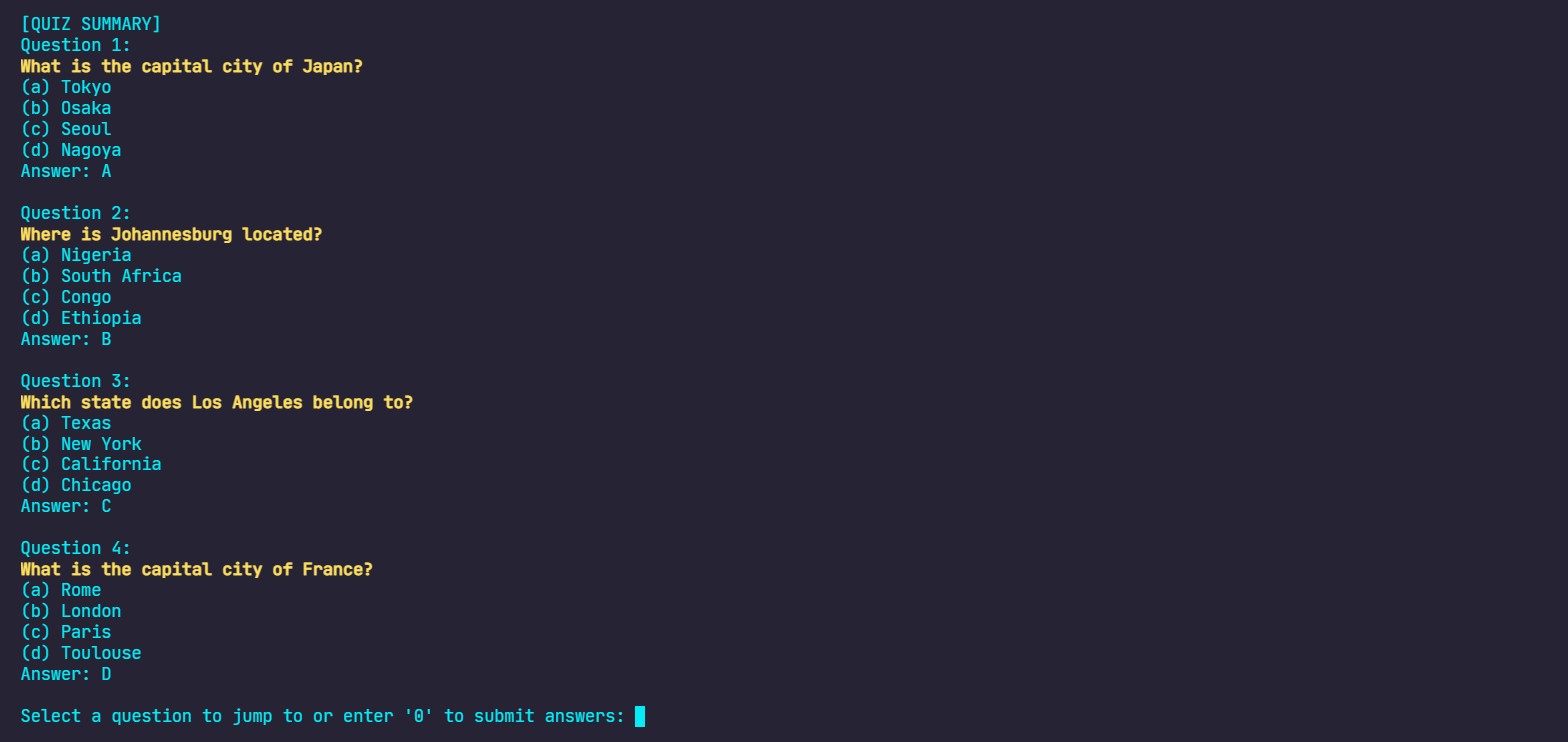 [QUIZ SUMMARY]
Question 1:
What is the capital city of Japan?
(a) Tokyo
(b) Osaka
(c) Seoul
(d) Nagoya
Answer: A
Question 2:
Where is Johannesburg located?
(a) Nigeria
(b) South Africa
(c) Congo
(d) Ethiopia
Answer: B
Question 3:
Which state does Los Angeles belong to?
(a) Texas
(b) New York
(c) California
(d) Chicago
Answer: C
Question 4:
What is the capital city of France?
(a) Rome
(b) London
(c) Paris
(d) Toulouse
Answer: D
Select a question to jump to or enter '0' to submit answers: